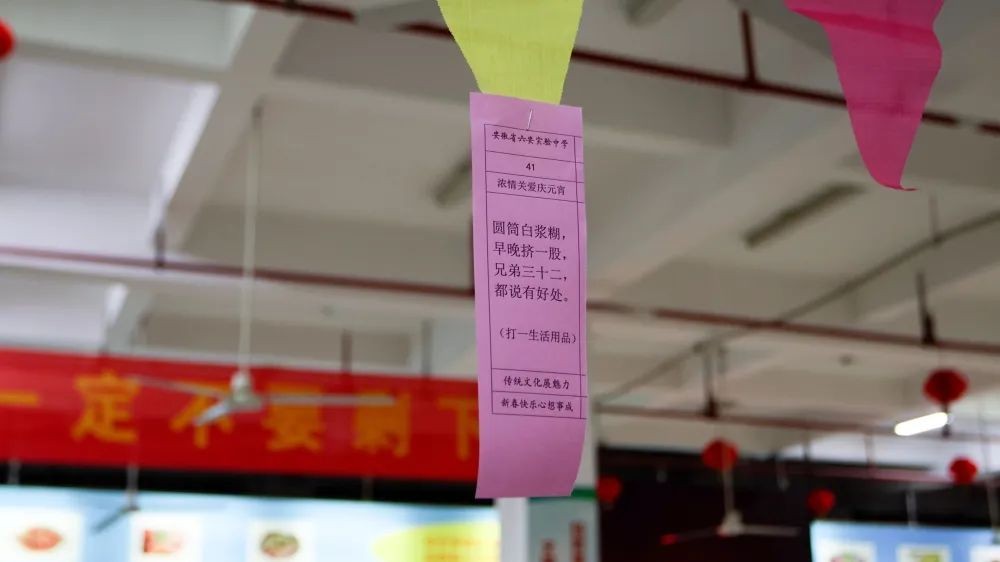 安徽省六安实验中学
41
浓情关爱庆元宵
圆筒白浆糊，
早晚挤一股，
兄弟三十二，
都说有好处。
（打一生活用品）
传统文化展魅力
新春快乐心想事成
一定不要剩下